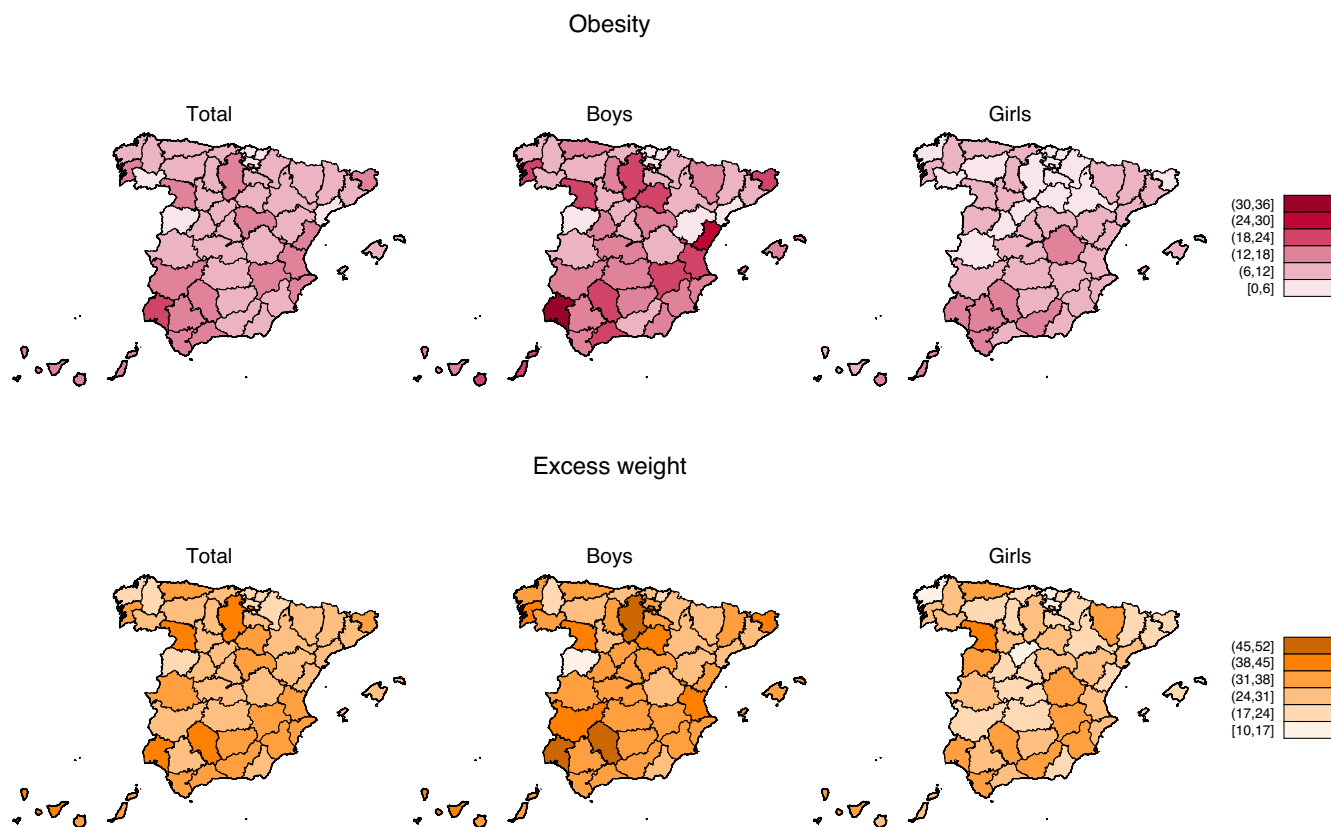 Obesity
Total
Boys
Girls
(30,36]
(24,30]
(18,24]
(12,18]
(6,12]
[0,6]
Excess weight
Total
Boys
Girls
(45,52]
(38,45]
(31,38]
(24,31]
(17,24]
[10,17]